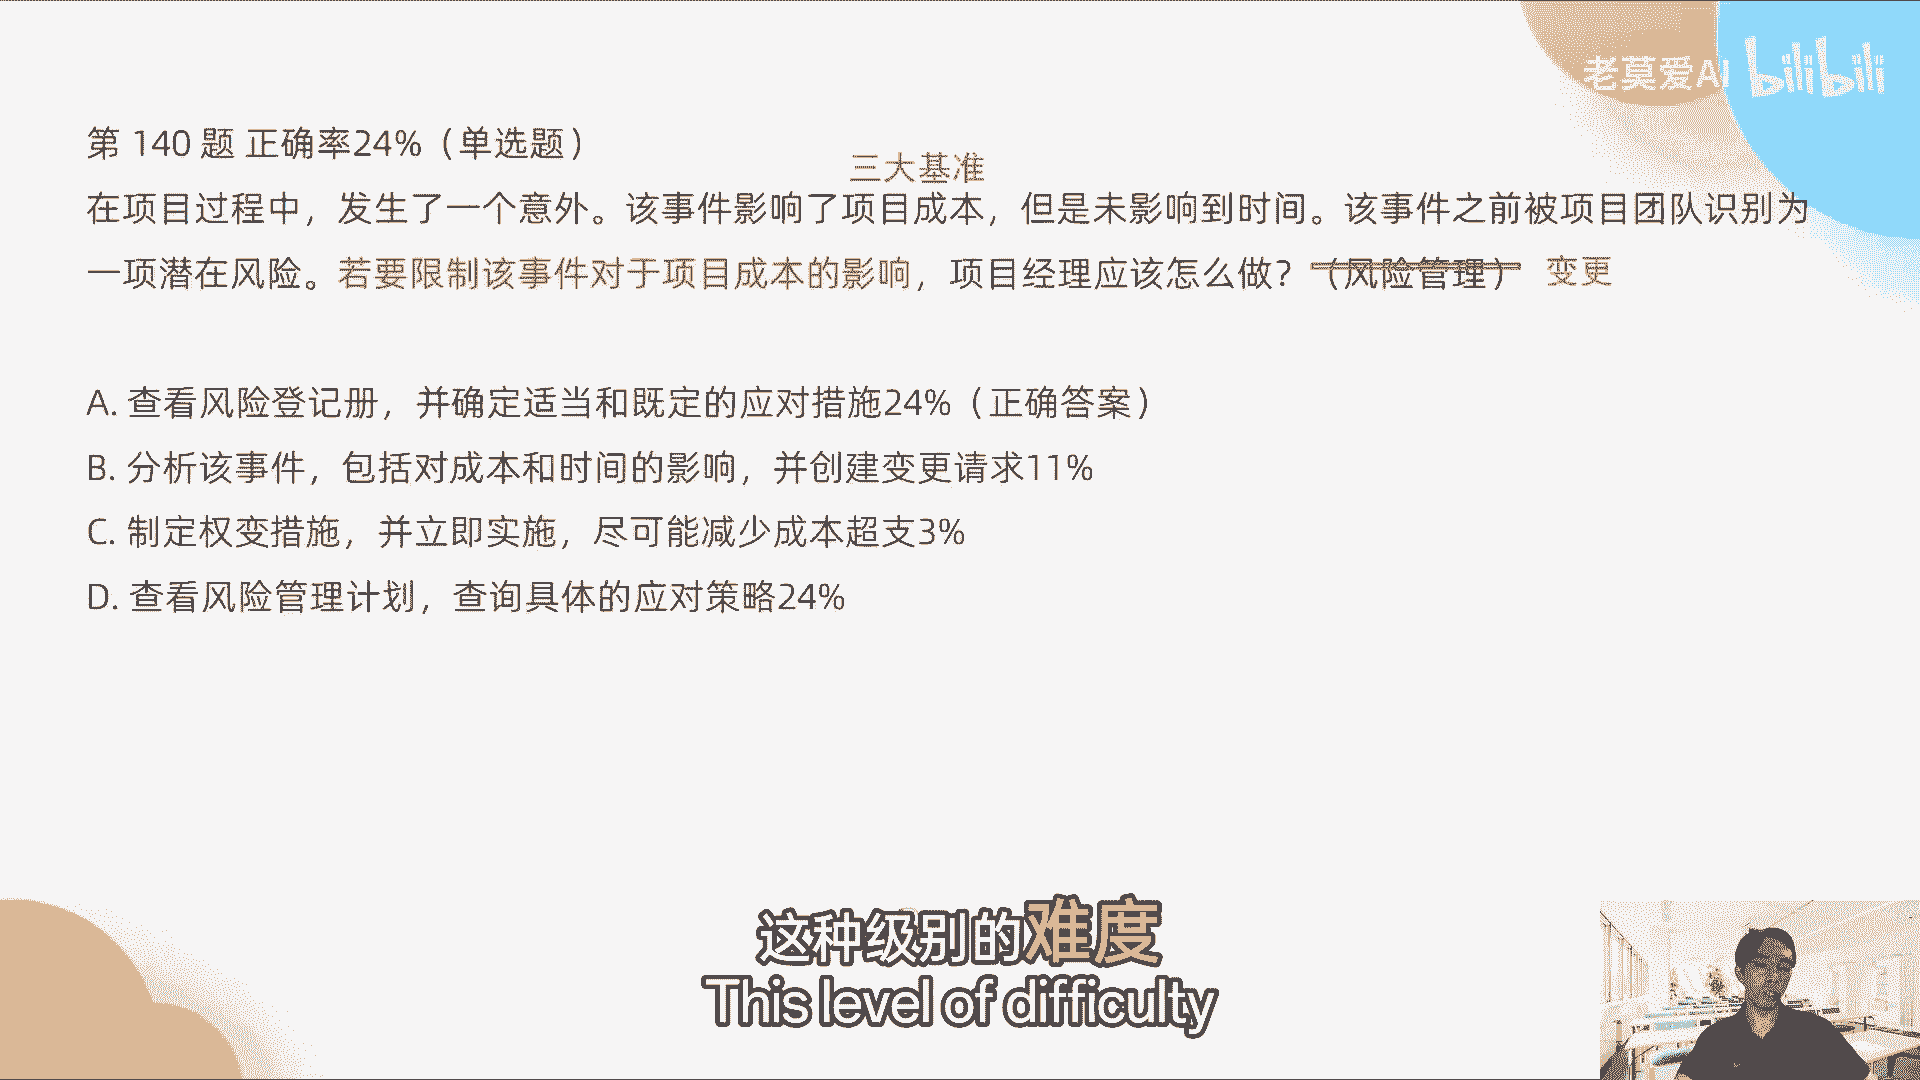 老莫爱AI bilibili
第 140 题 正确率24%（单选题）
三大基准
在项目过程中，发生了一个意外。该事件影响了项目成本，但是未影响到时间。该事件之前被项目团队识别为
一项潜在风险。若要限制该事件对于项目成本的影响，项目经理应该怎么做？（风险管理） 变更
A. 查看风险登记册，并确定适当和既定的应对措施24%（正确答案）
B. 分析该事件，包括对成本和时间的影响，并创建变更请求11%
C. 制定权变措施，并立即实施，尽可能减少成本超支3%
D. 查看风险管理计划，查询具体的应对策略24%
这种级别的难度
This level of difficulty